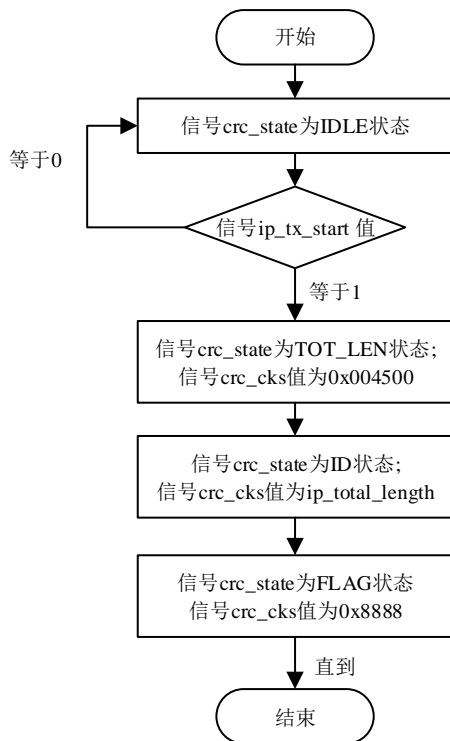 开始
信号crc_state为IDLE状态
等于0
信号ip_tx_start 值
等于1
信号crc_state为TOT_LEN状态;
信号crc_cks值为0x004500
信号crc_state为ID状态;
信号crc_cks值为ip_total_length
信号crc_state为FLAG状态
信号crc_cks值为0x8888
直到
结束